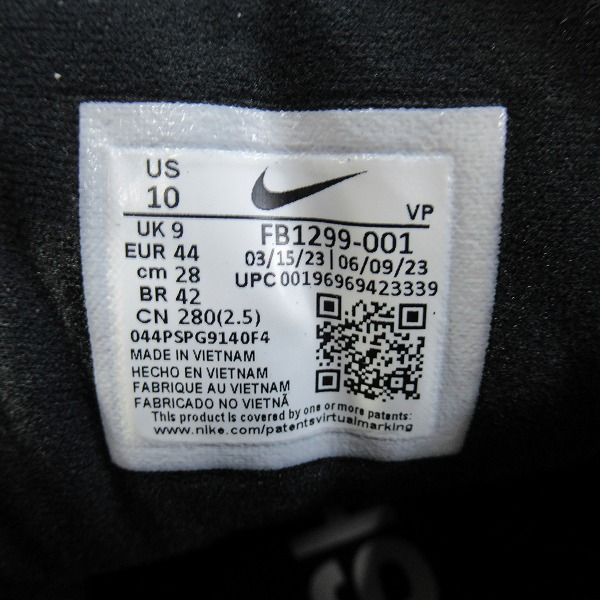 US
10
VP
UK 9
EUR 44
cm 28
BR 42
CN 280(2.5)
044PSPG9140F4
FB1299-001
03/15/23 | 06/09/23
UPC 00196969423339
MADE IN VIETNAM
HECHO EN VIETNAM
FABRIQUE AU VIETNAM
FABRICADO NO VIETNÃ
This product is covered by one or more patents:
www.nike.com/patentsvirtualmarking